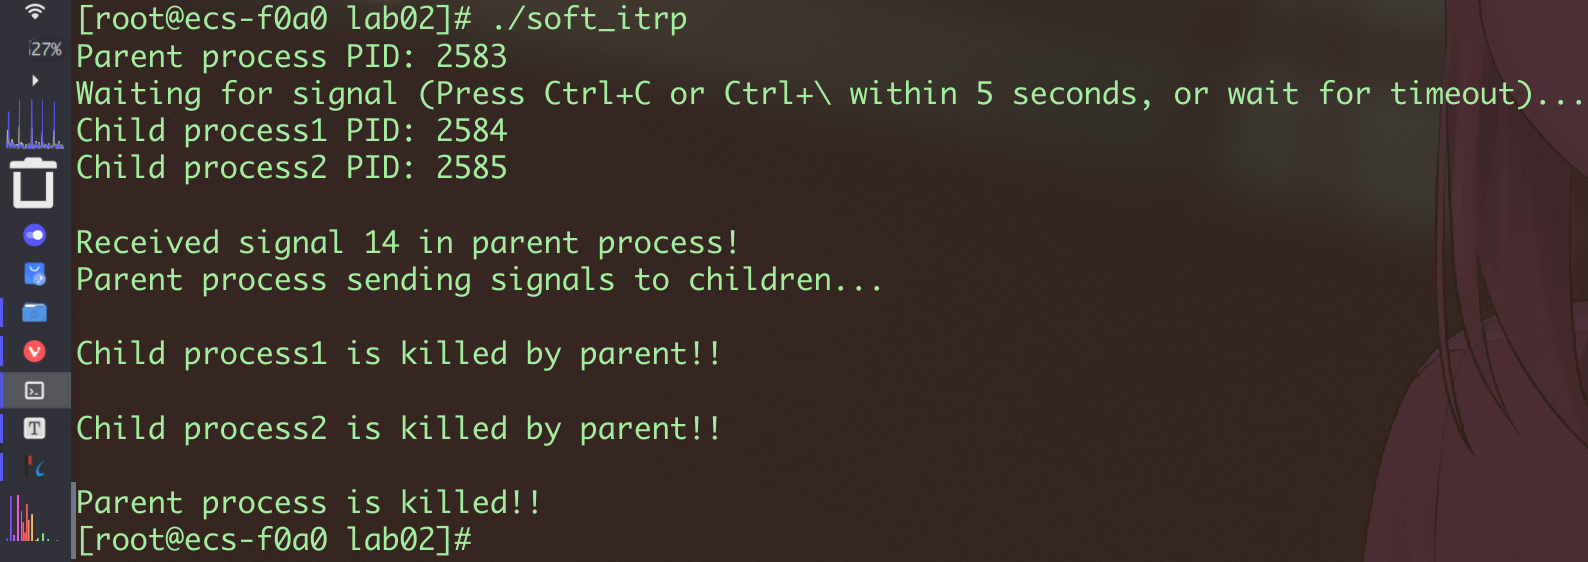 [root@ecs-f0a0 lab02]# ./soft_itrp
27%
Parent process PID: 2583
Waiting for signal (Press Ctrl+C or Ctrl+\ within 5 seconds, or wait for timeout)...
Child process1 PID: 2584
Child process2 PID: 2585
Received signal 14 in parent process!
Parent process sending signals to children...
Child process1 is killed by parent!!
Child process2 is killed by parent!!
T
Parent process is killed!!
[root@ecs-f0a0 lab02]#